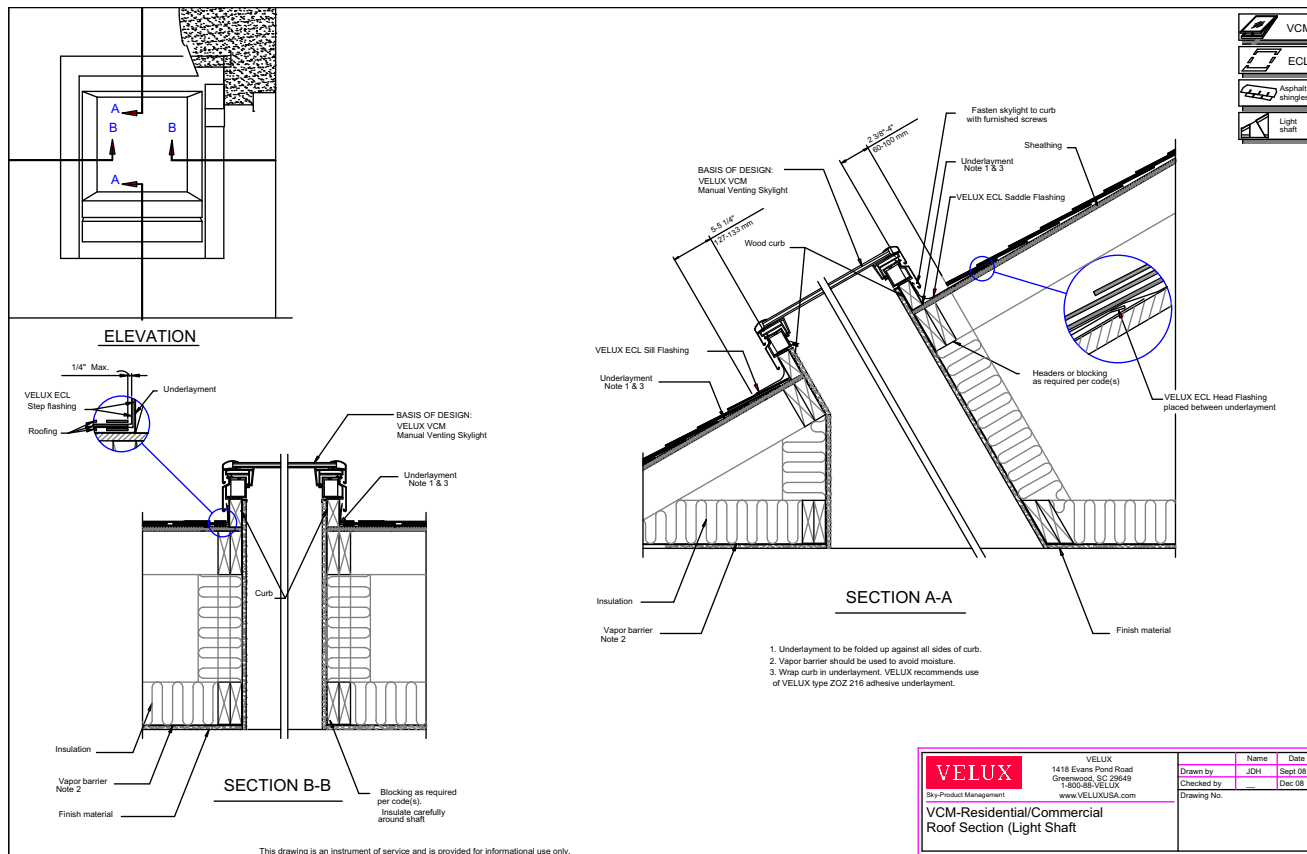 A
B
B
A
ELEVATION
1/4" Max.
VELUX ECL
Step flashing
Underlayment
Roofing
BASIS OF DESIGN:
VELUX VCM
Manual Venting Skylight
Underlayment
Note 1 & 3
Curb
Insulation
Vapor barrier
Note 2
Finish material
SECTION B-B
Blocking as required
per code(s).
Insulate carefully
around shaft
This drawing is an instrument of service and is provided for informational use only.
Fasten skylight to curb
with furnished screws
2 3/8"-4"
60-100 mm
Sheathing
BASIS OF DESIGN:
VELUX VCM
Manual Venting Skylight
Underlayment
Note 1 & 3
VELUX ECL Saddle Flashing
5-5 1/4"
127-133 mm
Wood curb
VELUX ECL Sill Flashing
Underlayment
Note 1 & 3
Headers or blocking
as required per code(s)
VELUX ECL Head Flashing
placed between underlayment
Insulation
Vapor barrier
Note 2
SECTION A-A
Finish material
1. Underlayment to be folded up against all sides of curb.
2. Vapor barrier should be used to avoid moisture.
3. Wrap curb in underlayment. VELUX recommends use
of VELUX type ZOZ 216 adhesive underlayment.
VCM
ECL
Asphalt
shingles
Light
shaft
VELUX
Sky-Product Management
VELUX
1418 Evans Pond Road
Greenwood, SC 29649
1-800-88-VELUX
www.VELUXUSA.com
Name Date
Drawn by JDH Sept 08
Checked by __ Dec 08
Drawing No.
VCM-Residential/Commercial
Roof Section (Light Shaft